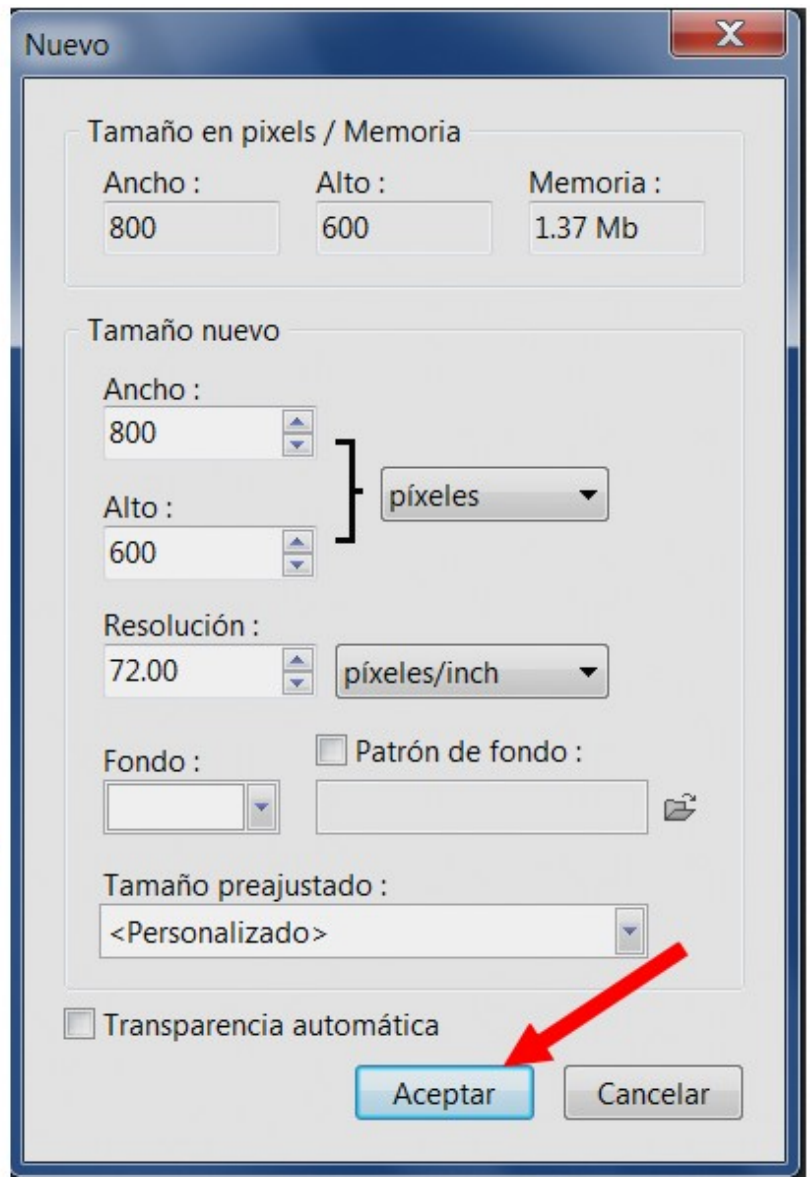 Nuevo
Tamaño en pixels / Memoria
Ancho : Alto : Memoria :
800 600 1.37 Mb
Tamaño nuevo
Ancho :
800
píxeles
Alto :
600
Resolución :
72.00 píxeles/inch
Fondo : Patrón de fondo :
Tamaño preajustado :
<Personalizado>
Transparencia automática
Aceptar Cancelar